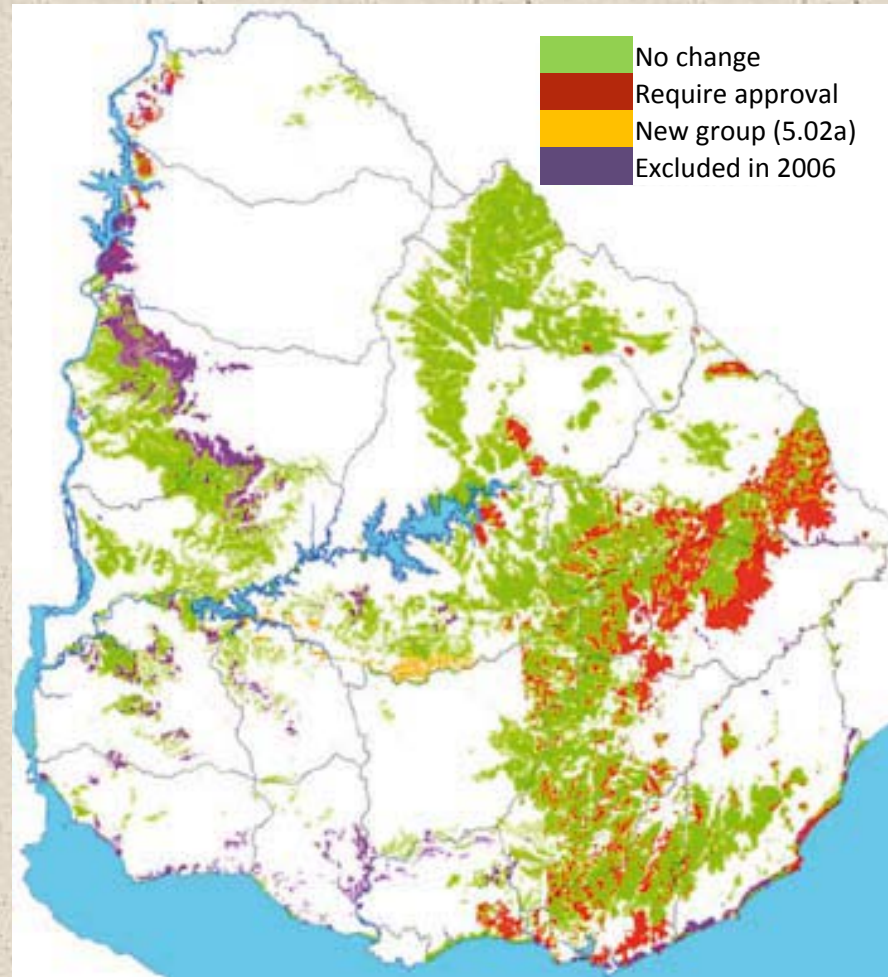 No change
Require approval
New group (5.02a)
Excluded in 2006